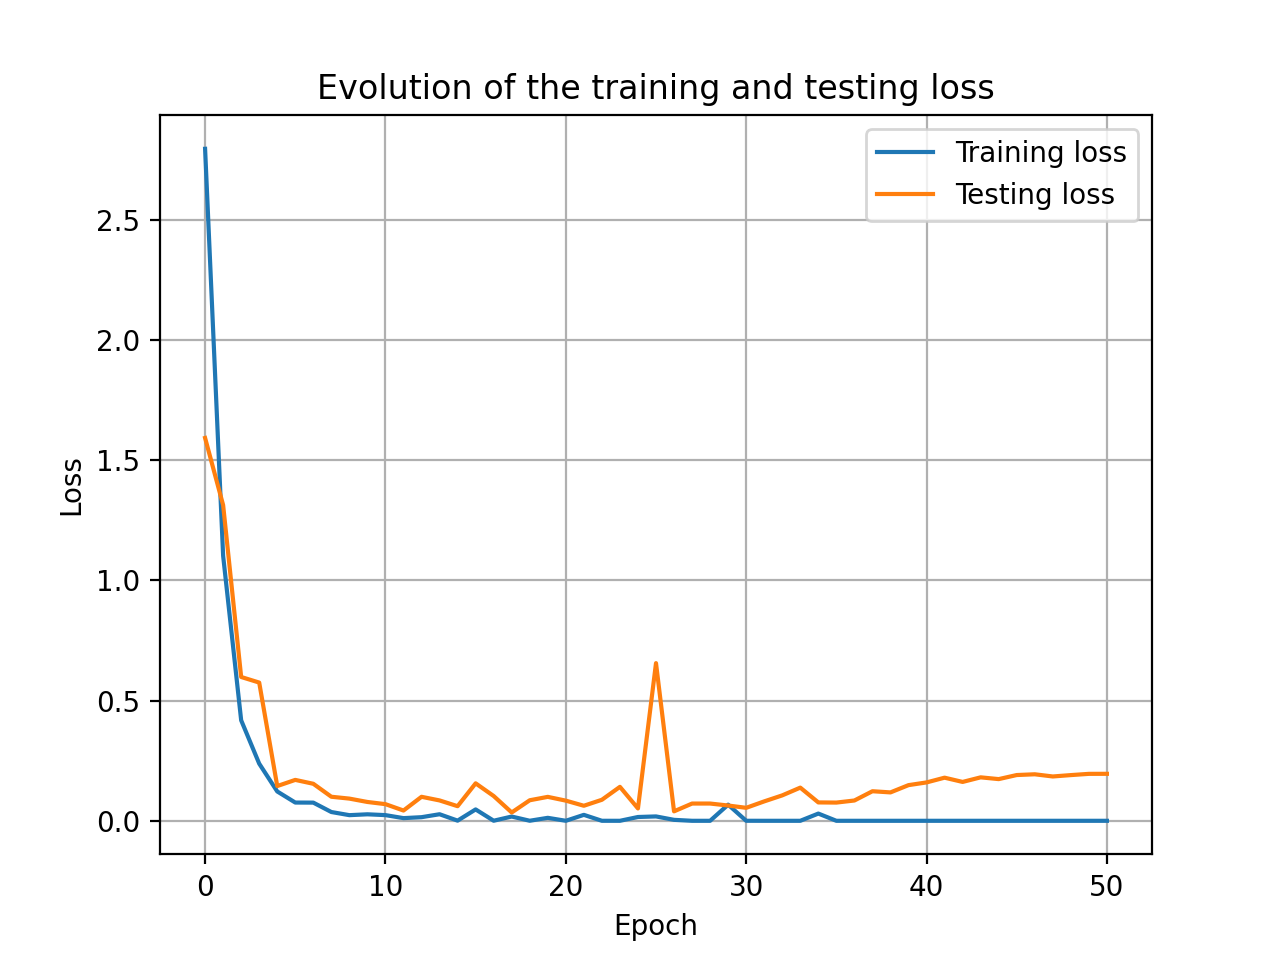 Evolution of the training and testing loss
Training loss
Testing loss
2.5
2.0
1.5
1.0
0.5
0.0
Loss
0 10 20 30 40 50
Epoch